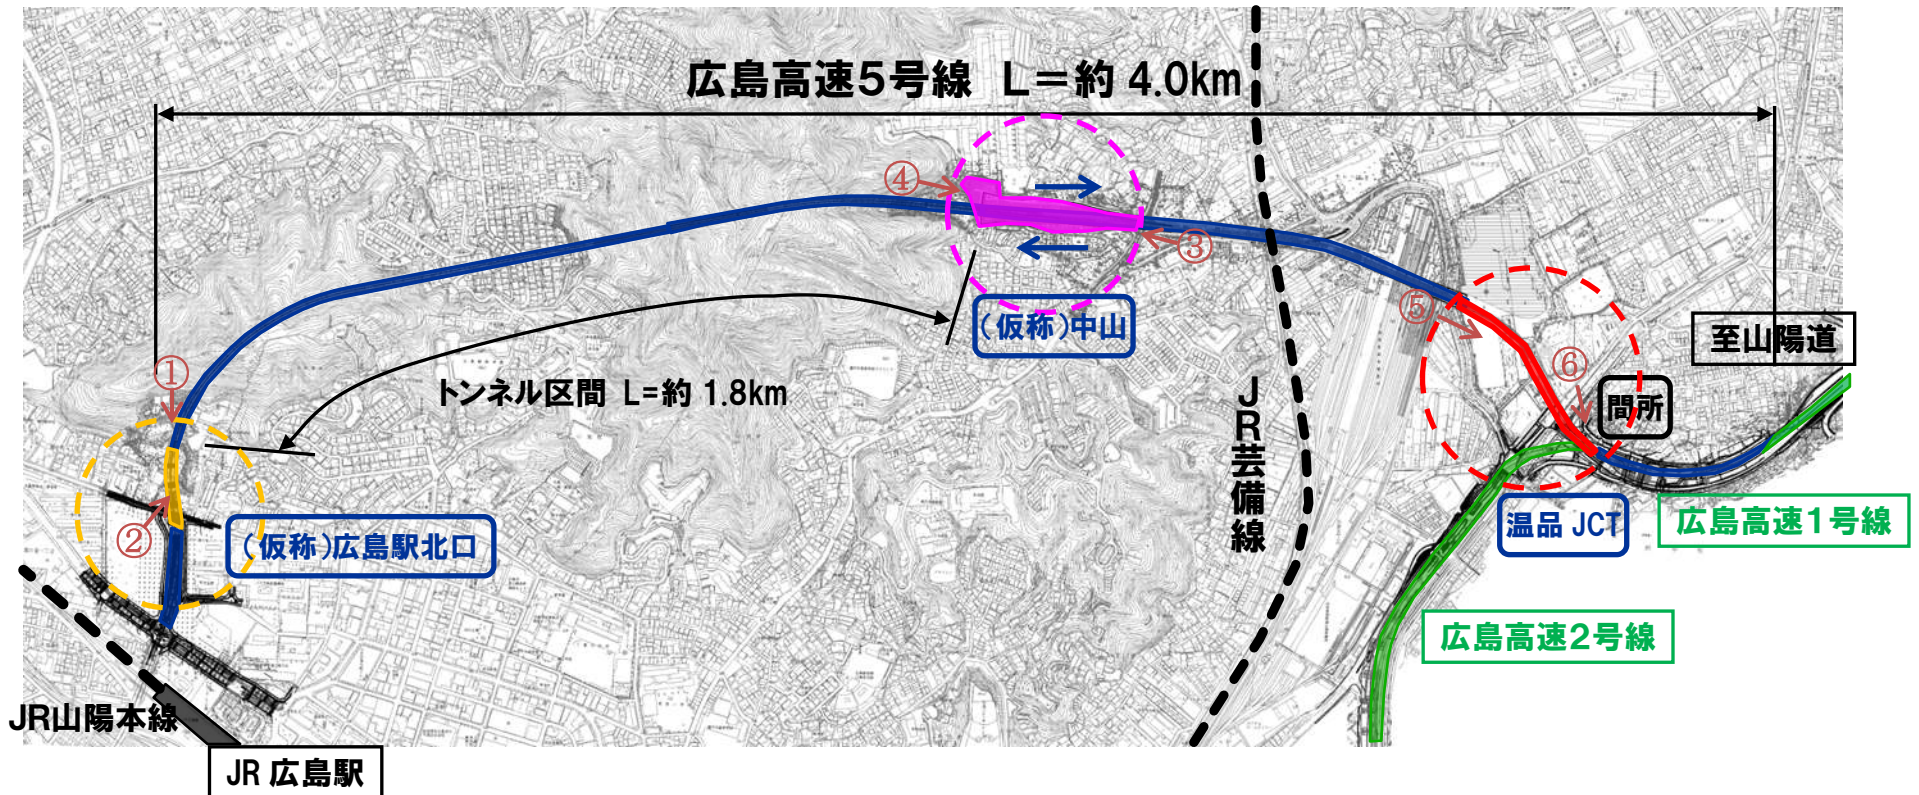 広島高速5号線 L=約 4.0km
④
③
(仮称)中山
⑤
至山陽道
①
⑥
トンネル区間 L=約 1.8km
間所
JR芸備線
②
(仮称)広島駅北口
温品 JCT
広島高速1号線
広島高速2号線
JR山陽本線
JR 広島駅